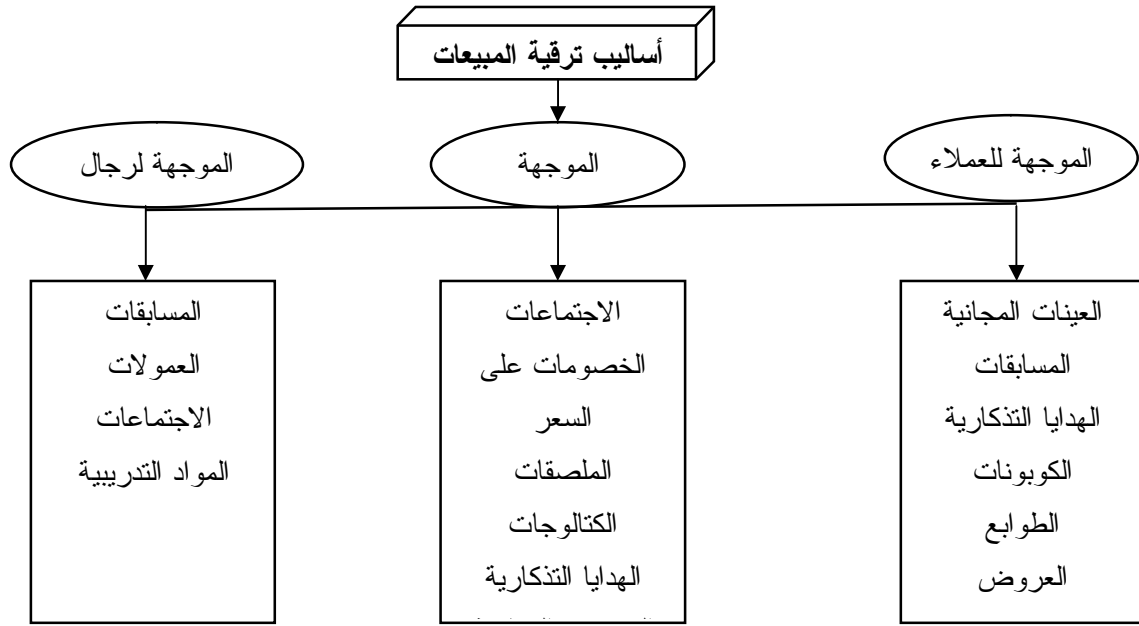 أساليب ترقية المبيعات
الموجهة للعملاء
الموجهة
الموجهة لرجال
العينات المجانية
المسابقات
الهدايا التذكارية
الكوبونات
الطوابع
العروض
الاجتماعات
الخصومات على
السعر
الملصقات
الكتالوجات
الهدايا التذكارية
المسابقات
العمولات
الاجتماعات
المواد التدريبية